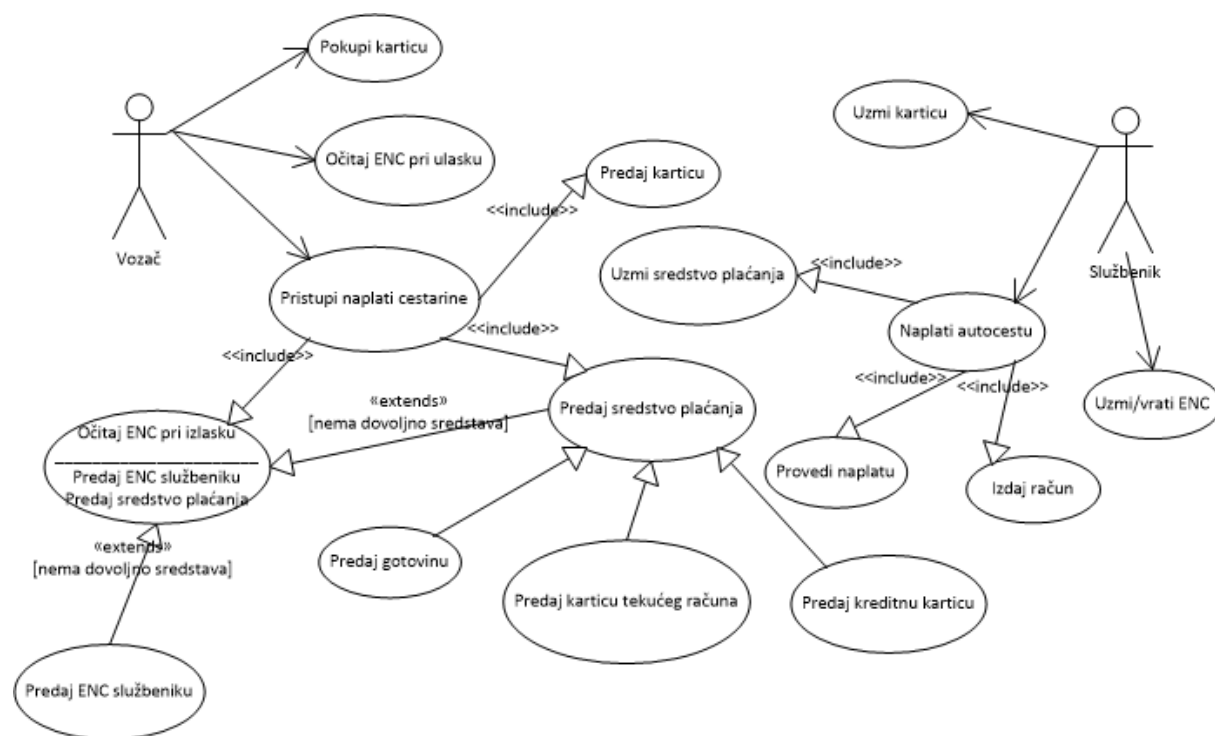 Pokupi karticu
Uzmi karticu
Očitaj ENC pri ulasku
Predaj karticu
<<include>>
Vozač
Uzmi sredstvo plaćanja
<<include>>
Službenik
Pristupi naplati cestarine
<<include>>
Naplati autocestu
<<include>>
<<include>>
<<include>>
«extends»
[nema dovoljno sredstava]
Predaj sredstvo plaćanja
Uzmi/vrati ENC
Očitaj ENC pri izlasku
Predaj ENC službeniku
Predaj sredstvo plaćanja
Provedi naplatu
Izdaj račun
«extends»
[nema dovoljno sredstava]
Predaj gotovinu
Predaj karticu tekućeg računa
Predaj kreditnu karticu
Predaj ENC službeniku